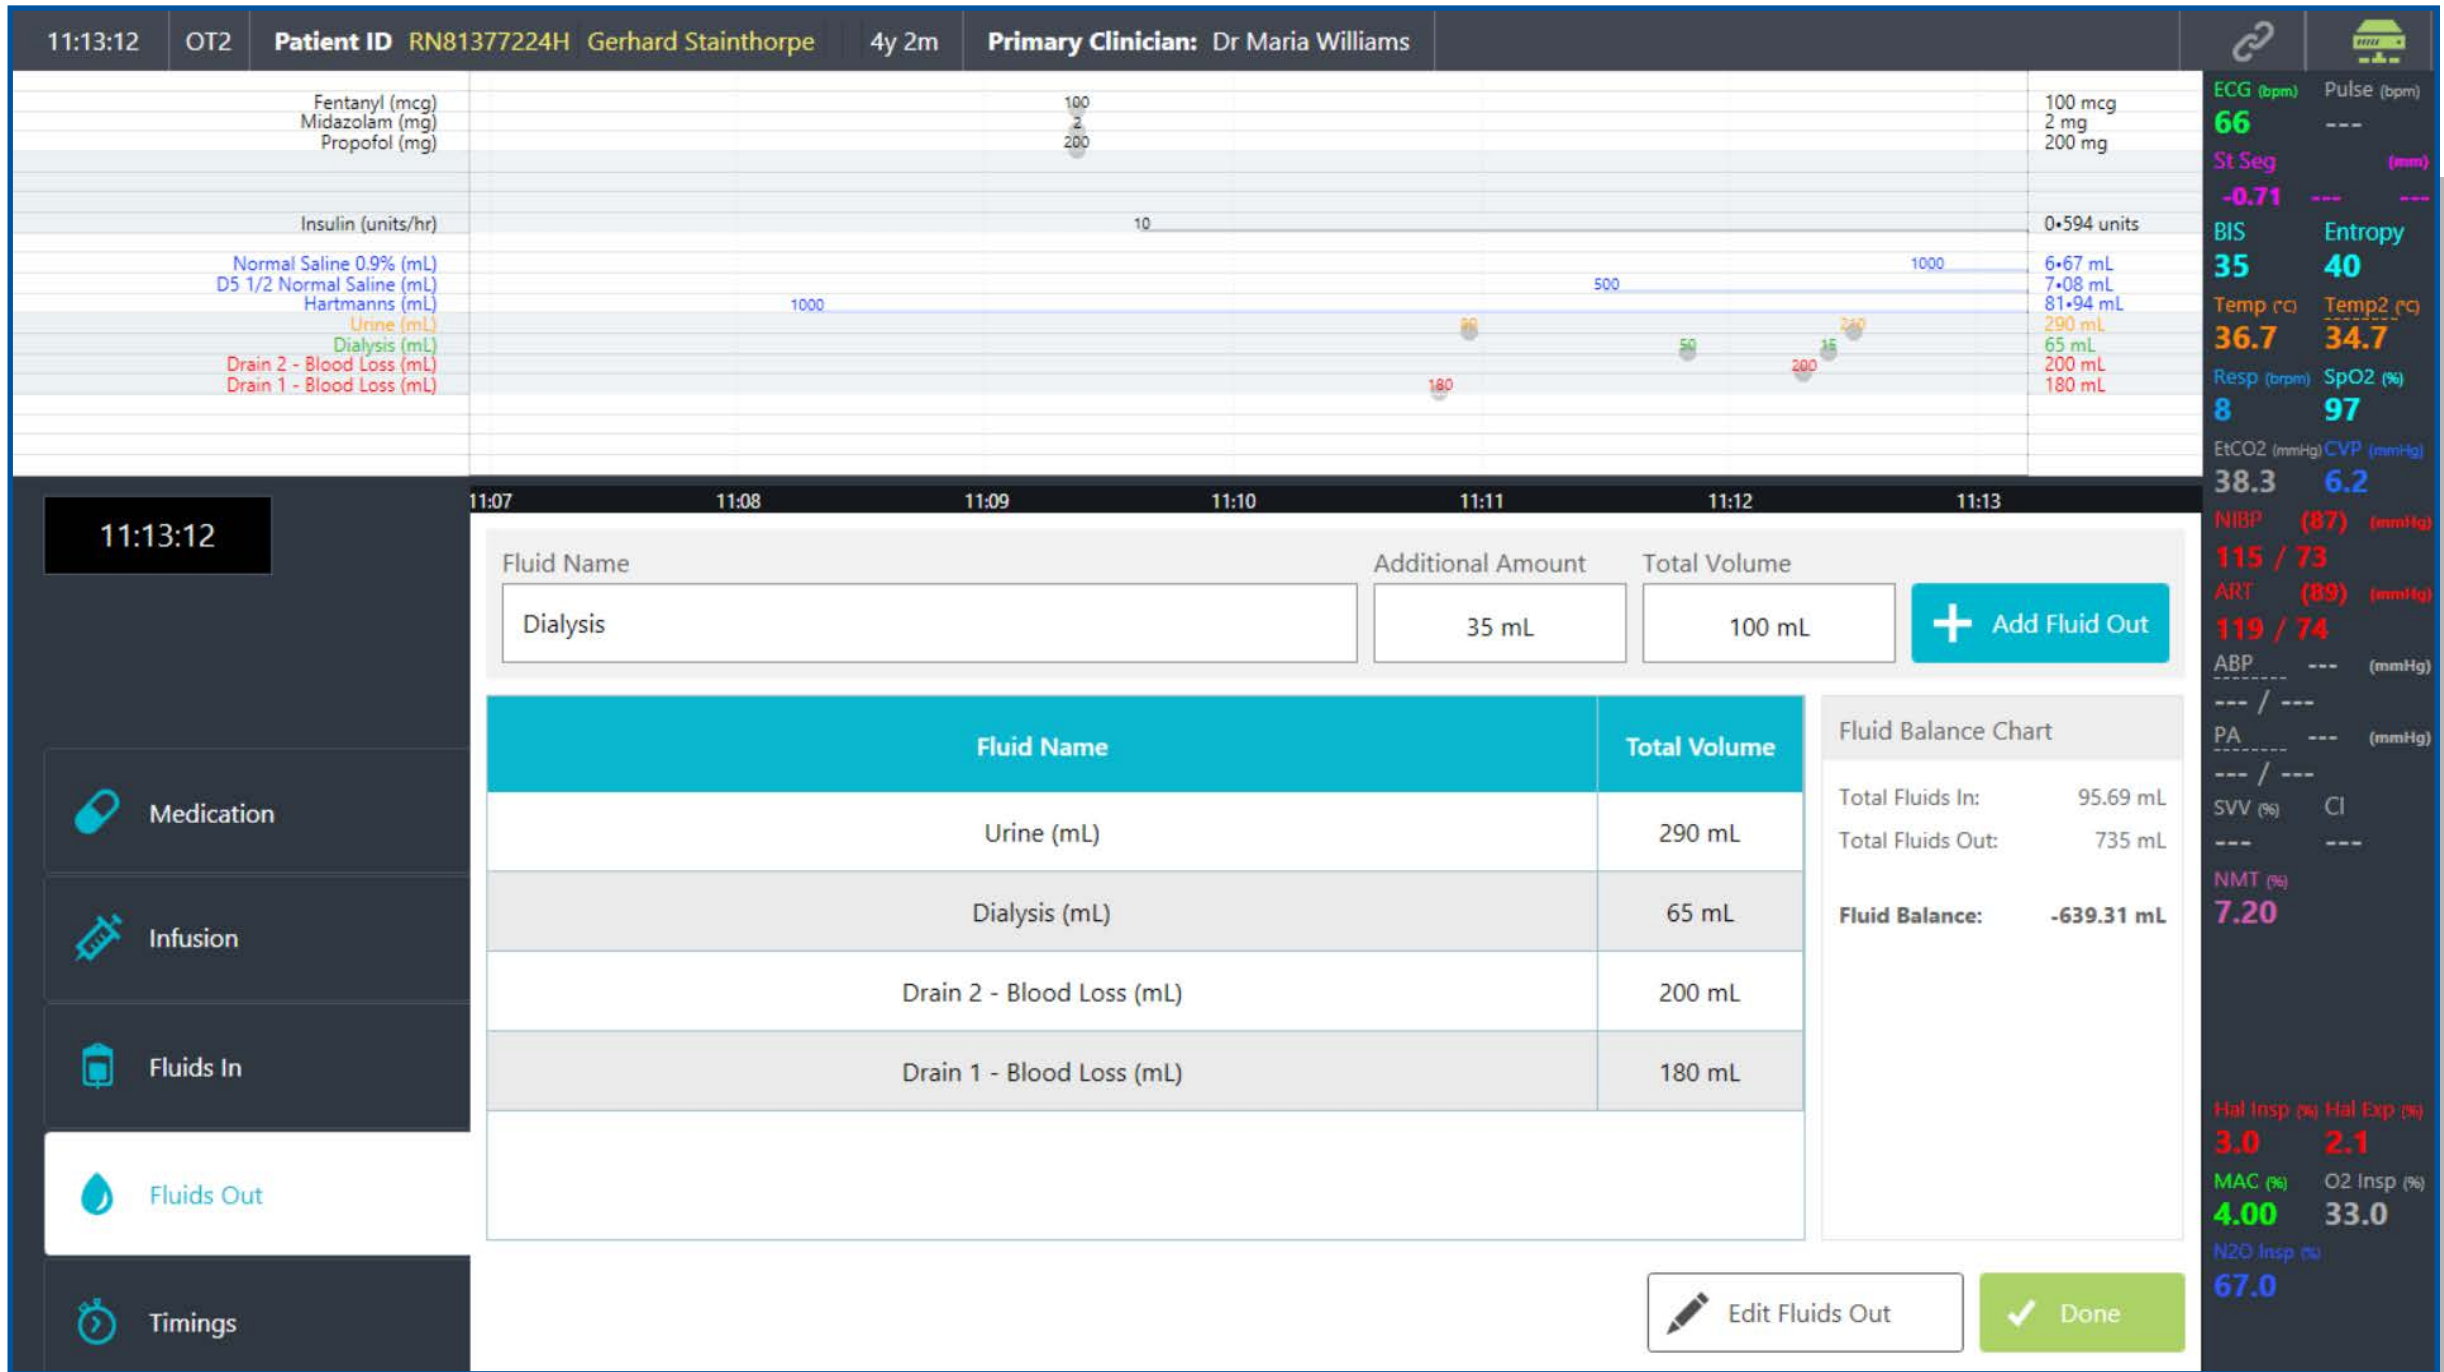 11:13:12 OT2 Patient ID RN81377224H Gerhard Stainthorpe 4y 2m Primary Clinician: Dr Maria Williams
Fentanyl (mcg) 100 100 mcg
Midazolam (mg) 2 2 mg
Propofol (mg) 200 200 mg
Insulin (units/hr) 10 0•594 units
Normal Saline 0.9% (mL) 1000 6•67 mL
D5 1/2 Normal Saline (mL) 500 7•08 mL
Hartmanns (mL) 1000 81•94 mL
Urine (mL) 290 mL
Dialysis (mL) 50 15 65 mL
Drain 2 - Blood Loss (mL) 200 200 mL
Drain 1 - Blood Loss (mL) 180 180 mL
11:07 11:08 11:09 11:10 11:11 11:12 11:13
11:13:12
Medication
Infusion
Fluids In
Fluids Out
Timings
Fluid Name Additional Amount Total Volume
Dialysis 35 mL 100 mL Add Fluid Out
Fluid Name Total Volume
Urine (mL) 290 mL
Dialysis (mL) 65 mL
Drain 2 - Blood Loss (mL) 200 mL
Drain 1 - Blood Loss (mL) 180 mL
Fluid Balance Chart
Total Fluids In: 95.69 mL
Total Fluids Out: 735 mL
Fluid Balance: -639.31 mL
Edit Fluids Out Done
ECG (bpm) Pulse (bpm)
66 ---
St Seg (mm)
-0.71 --- ---
BIS Entropy
35 40
Temp (°C) Temp2 (°C)
36.7 34.7
Resp (brpm) SpO2 (%)
8 97
EtCO2 (mmHg) CVP (mmHg)
38.3 6.2
NIBP (87) (mmHg)
115 / 73
ART (89) (mmHg)
119 / 74
ABP --- (mmHg)
--- / ---
PA --- (mmHg)
--- / ---
SVV (%) CI
--- ---
NMT (%)
7.20
Hal Insp (%) Hal Exp (%)
3.0 2.1
MAC (%) O2 Insp (%)
4.00 33.0
N2O Insp (%)
67.0